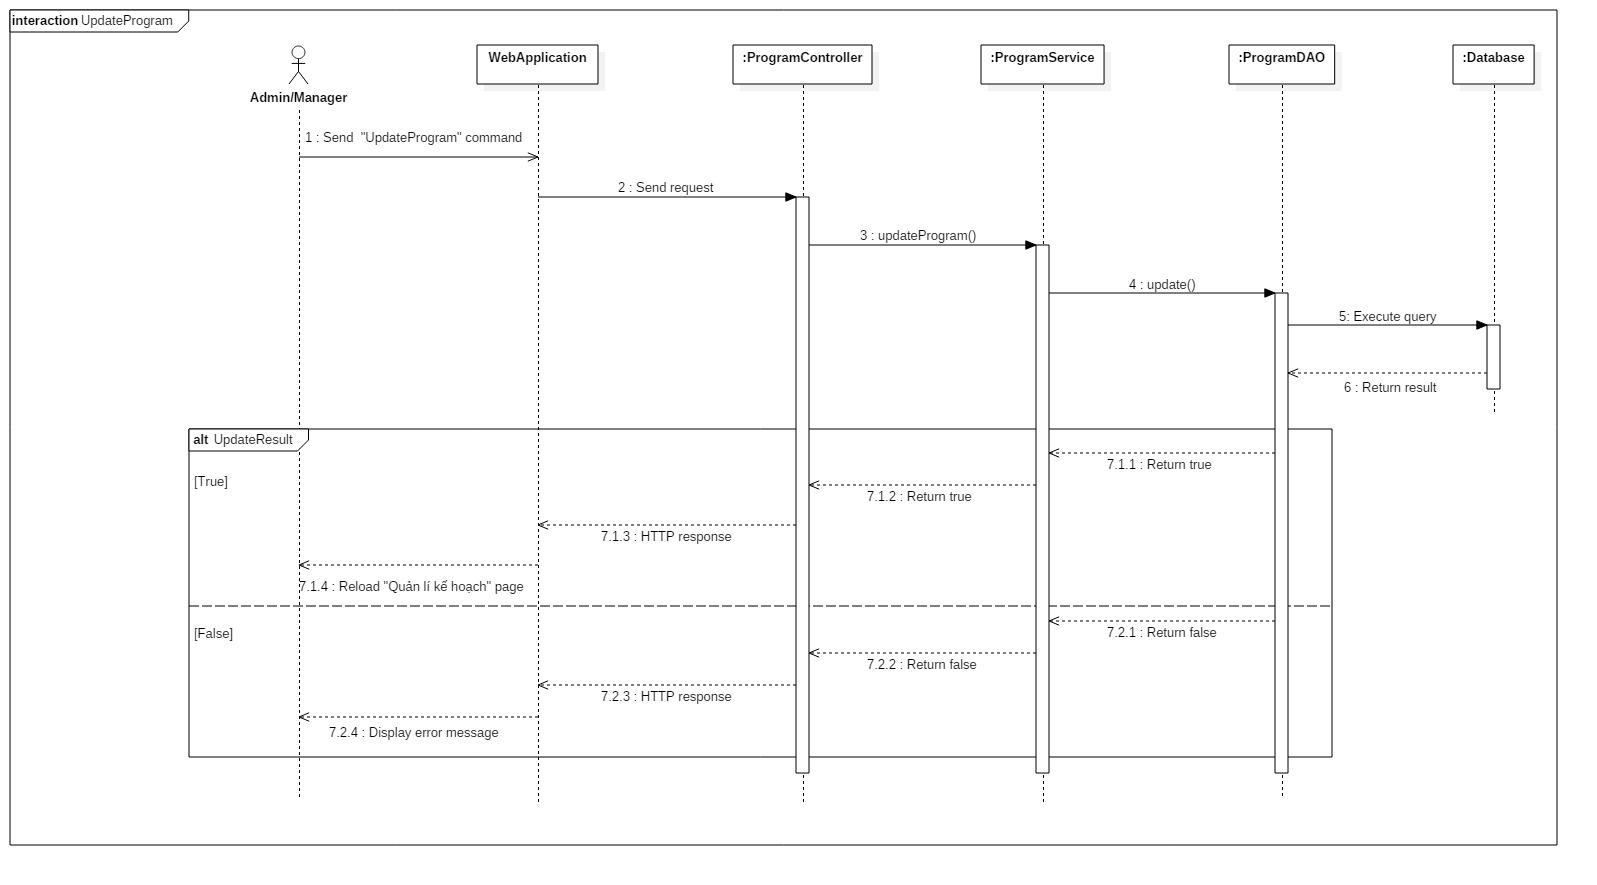 interaction UpdateProgram
Admin/Manager
WebApplication
:ProgramController
:ProgramService
:ProgramDAO
:Database
1 : Send "UpdateProgram" command
2 : Send request
3 : updateProgram()
4 : update()
5: Execute query
6 : Return result
alt UpdateResult
[True]
7.1.1 : Return true
7.1.2 : Return true
7.1.3 : HTTP response
7.1.4 : Reload "Quản lí kế hoạch" page
[False]
7.2.1 : Return false
7.2.2 : Return false
7.2.3 : HTTP response
7.2.4 : Display error message